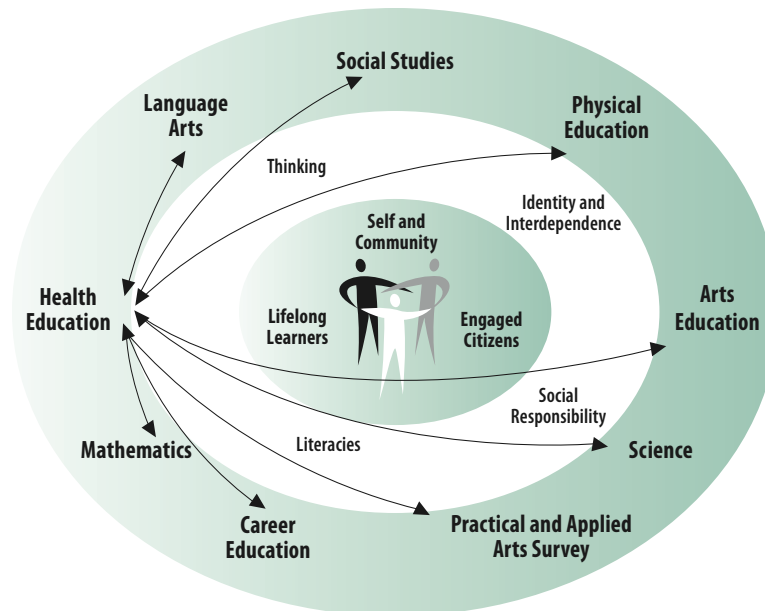 Social Studies
Language
Arts
Physical
Education
Thinking
Identity and
Interdependence
Self and
Community
Health
Education
Lifelong
Learners
Engaged
Citizens
Arts
Education
Social
Responsibility
Mathematics
Literacies
Science
Career
Education
Practical and Applied
Arts Survey